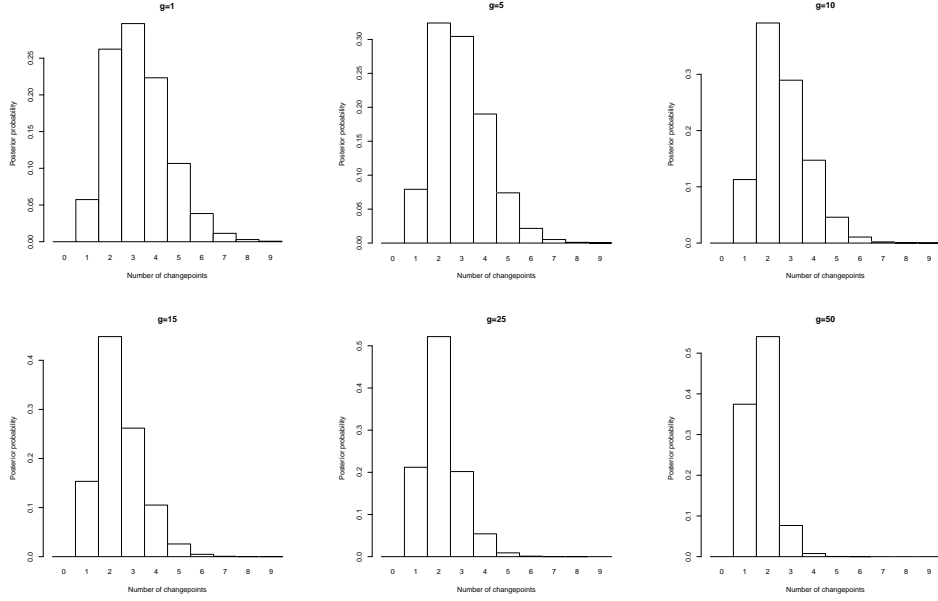 g=1
Posterior probability
0.00 0.05 0.10 0.15 0.20 0.25
0 1 2 3 4 5 6 7 8 9
Number of changepoints
g=5
Posterior probability
0.00 0.05 0.10 0.15 0.20 0.25 0.30
0 1 2 3 4 5 6 7 8 9
Number of changepoints
g=10
Posterior probability
0.0 0.1 0.2 0.3
0 1 2 3 4 5 6 7 8 9
Number of changepoints
g=15
Posterior probability
0.0 0.1 0.2 0.3 0.4
0 1 2 3 4 5 6 7 8 9
Number of changepoints
g=25
Posterior probability
0.0 0.1 0.2 0.3 0.4 0.5
0 1 2 3 4 5 6 7 8 9
Number of changepoints
g=50
Posterior probability
0.0 0.1 0.2 0.3 0.4 0.5
0 1 2 3 4 5 6 7 8 9
Number of changepoints